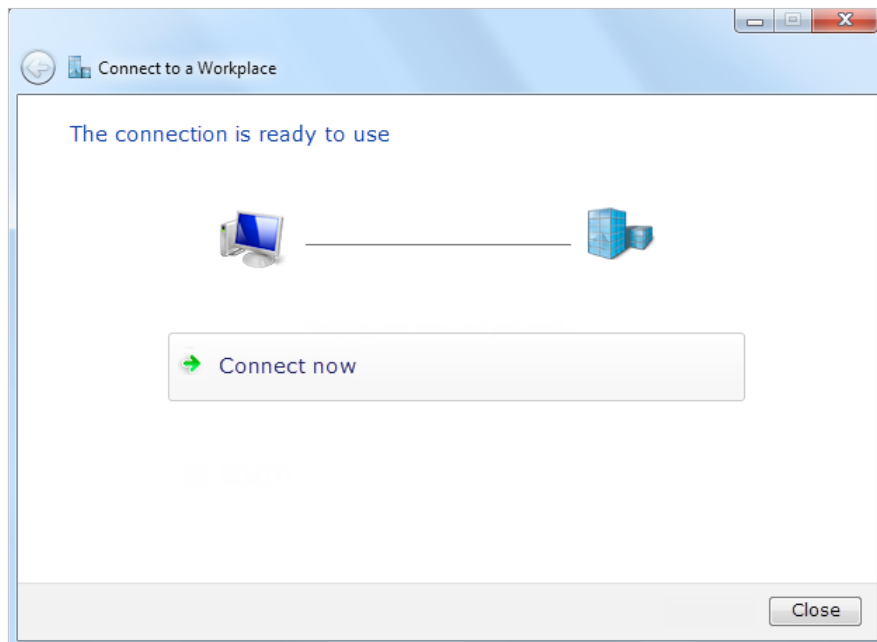 Connect to a Workplace
The connection is ready to use
Connect now
Close